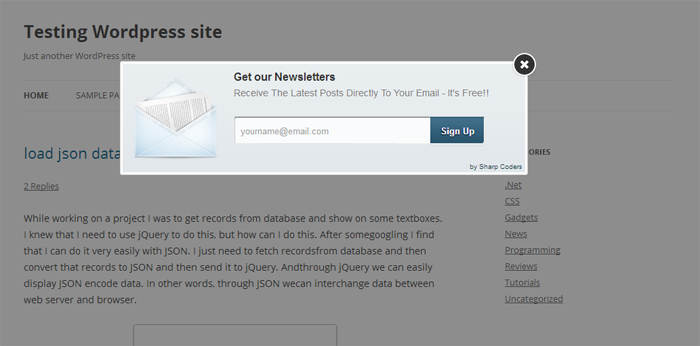 Testing Wordpress site
Just another WordPress site
HOME
SAMPLE PA
Get our Newsletters
Receive The Latest Posts Directly To Your Email - It's Free!!
yourname@email.com
Sign Up
by Sharp Coders
load json data
2 Replies
While working on a project i was to get records from database and show on some textboxes.
I knew that I need to use jQuery to do this, but how can I do this. After somegoogling I find
that I can do it very easily with JSON. I just need to fetch recordsfrom database and then
convert that records to JSON and then send it to jQuery. Andthrough jQuery we can easily
display JSON encode data. In other words, through JSON wecan interchange data between
web server and browser.
ORIES
.Net
CSS
Gadgets
News
Programming
Reviews
Tutorials
Uncategorized